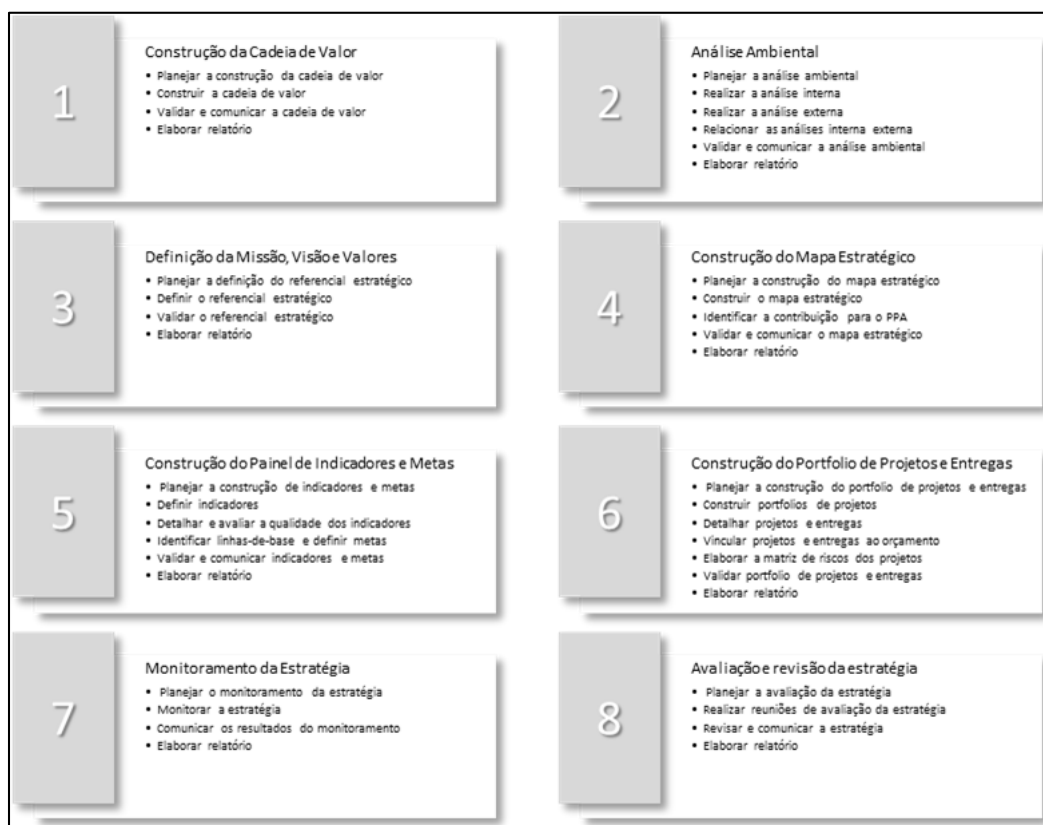 1
Construção da Cadeia de Valor
• Planejar a construção da cadeia de valor
• Construir a cadeia de valor
• Validar e comunicar a cadeia de valor
• Elaborar relatório
2
Análise Ambiental
• Planejar a análise ambiental
• Realizar a análise interna
• Realizar a análise externa
• Relacionar as análises interna externa
• Validar e comunicar a análise ambiental
• Elaborar relatório
3
Definição da Missão, Visão e Valores
• Planejar a definição do referencial estratégico
• Definir o referencial estratégico
• Validar o referencial estratégico
• Elaborar relatório
4
Construção do Mapa Estratégico
• Planejar a construção do mapa estratégico
• Construir o mapa estratégico
• Identificar a contribuição para o PPA
• Validar e comunicar o mapa estratégico
• Elaborar relatório
5
Construção do Painel de Indicadores e Metas
• Planejar a construção de indicadores e metas
• Definir indicadores
• Detalhar e avaliar a qualidade dos indicadores
• Identificar linhas-de-base e definir metas
• Validar e comunicar indicadores e metas
• Elaborar relatório
6
Construção do Portfolio de Projetos e Entregas
• Planejar a construção do portfolio de projetos e entregas
• Construir portfolios de projetos
• Detalhar projetos e entregas
• Vincular projetos e entregas ao orçamento
• Elaborar a matriz de riscos dos projetos
• Validar portfolio de projetos e entregas
• Elaborar relatório
7
Monitoramento da Estratégia
• Planejar o monitoramento da estratégia
• Monitorar a estratégia
• Comunicar os resultados do monitoramento
• Elaborar relatório
8
Avaliação e revisão da estratégia
• Planejar a avaliação da estratégia
• Realizar reuniões de avaliação da estratégia
• Revisar e comunicar a estratégia
• Elaborar relatório